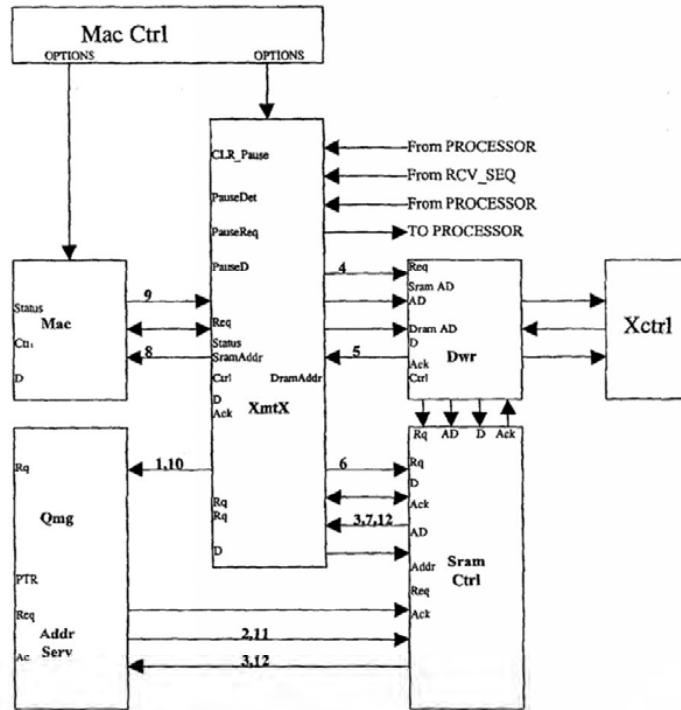 Mac Ctrl
OPTIONS OPTIONS
CLR_Pause
From PROCESSOR
From RCV_SEQ
PauseDet
From PROCESSOR
PauseReq
TO PROCESSOR
PauseD
4
Req
Sram AD
AD
Dram AD
D
Ack
Ctrl
Dwr
Xctrl
Status
Mac
D
9
8
5
Req
Status
SramAddr
Ctrl
DramAddr
D
Ack
XmtX
Rq AD D Ack
Rq
Qmg
PTR
Req
Addr
Serv
1,10
6
Rq
Rq
D
3,7,12
Rq
D
Ack
AD
Sram
Ctrl
Addr
Req
Ack
2,11
3,12